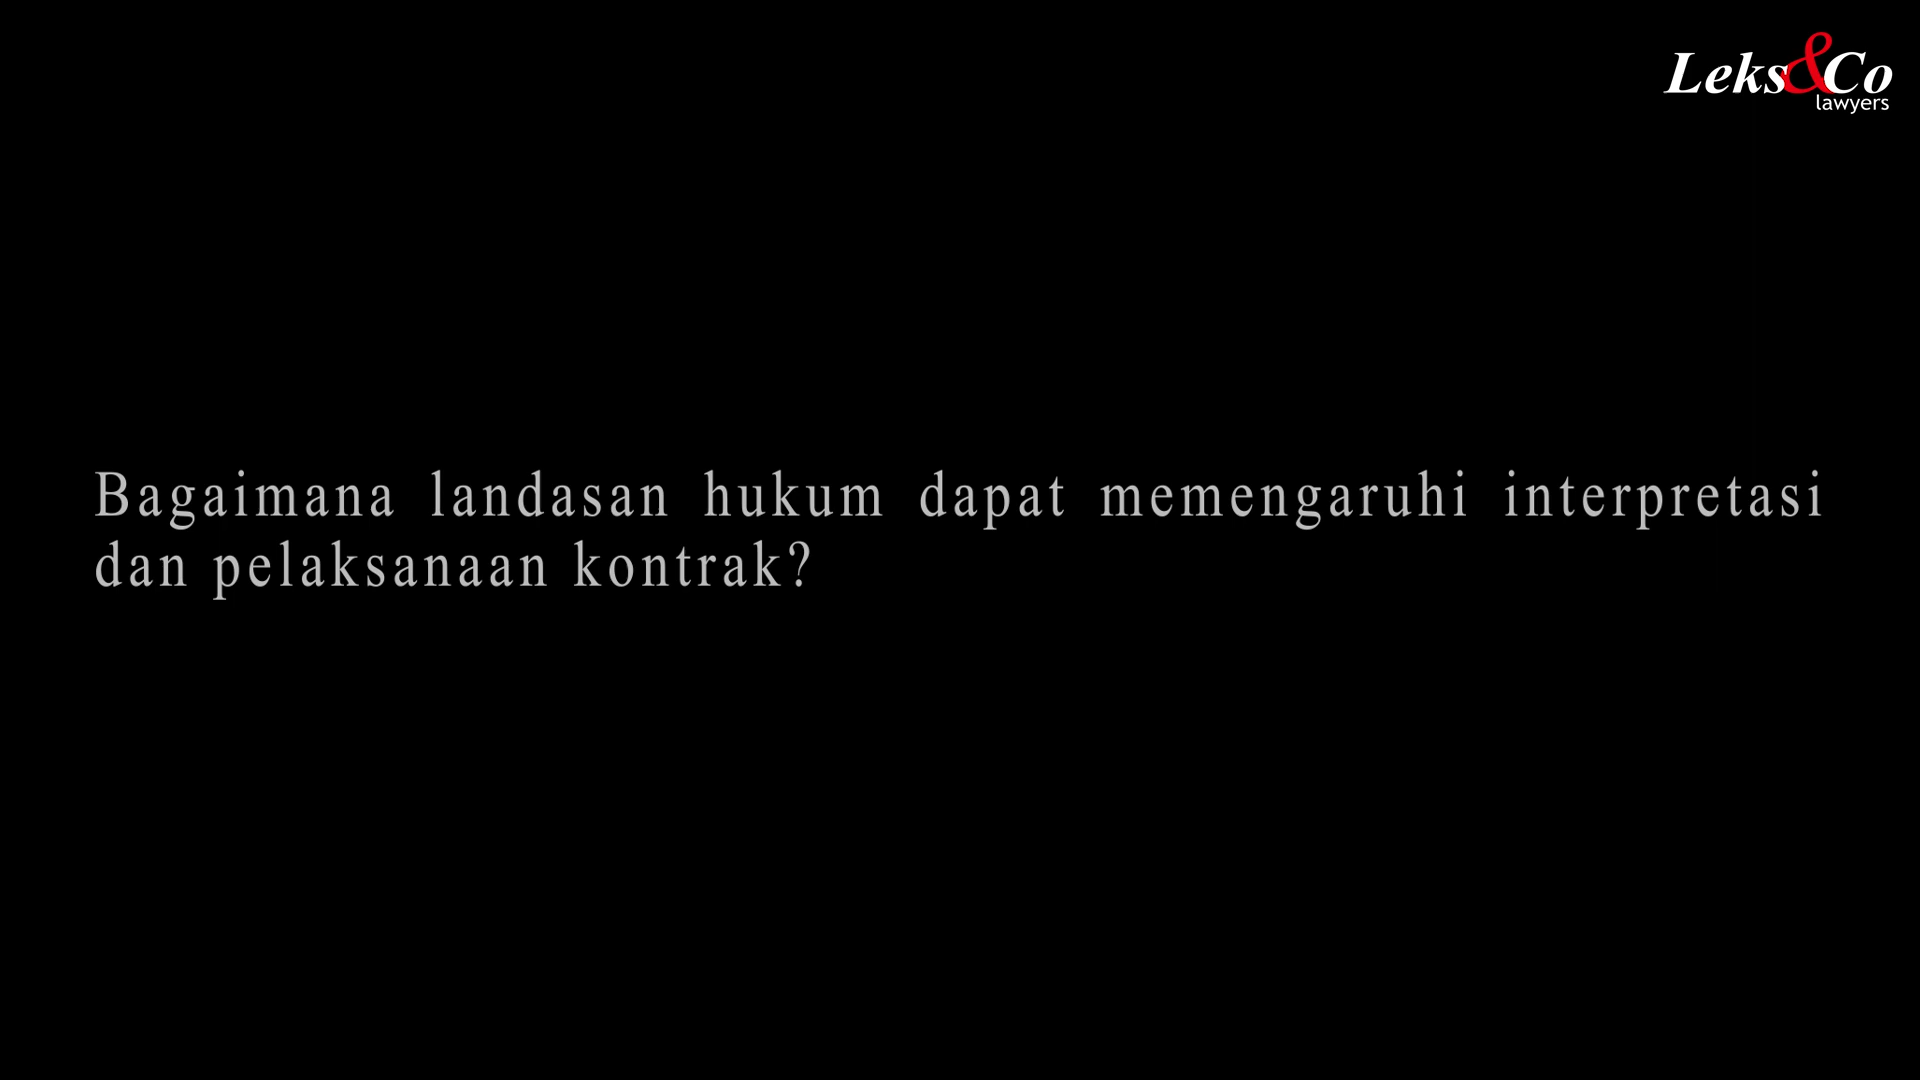 Leks&Co
lawyers
Bagaimana landasan hukum dapat memengaruhi interpretasi
dan pelaksanaan kontrak?